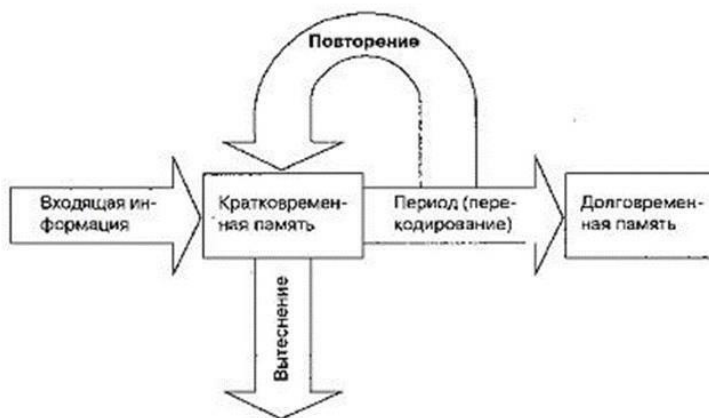 Повторение
Входящая ин-
формация
Кратковремен-
ная память
Период (пере-
кодирование)
Долговремен-
ная память
Вытеснение